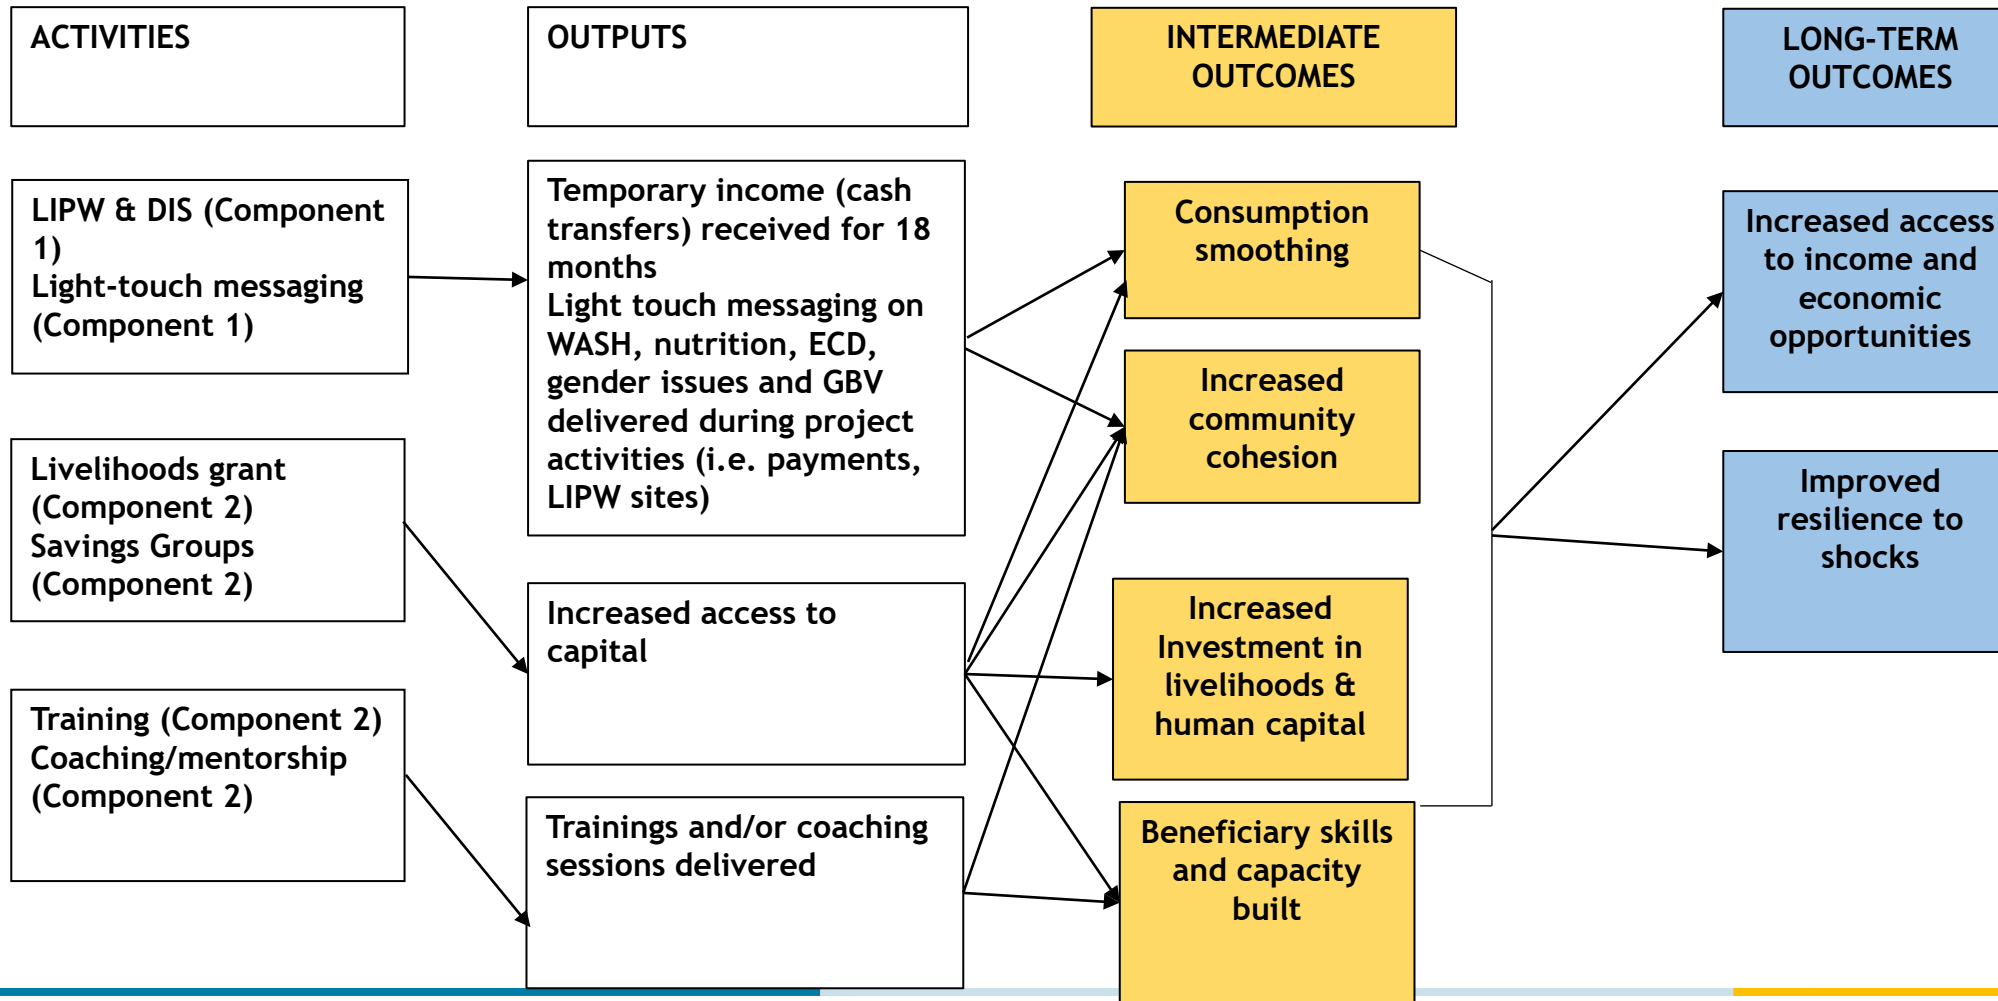 ACTIVITIES
OUTPUTS
INTERMEDIATE
OUTCOMES
LONG-TERM
OUTCOMES
LIPW & DIS (Component
1)
Light-touch messaging
(Component 1)
Livelihoods grant
(Component 2)
Savings Groups
(Component 2)
Training (Component 2)
Coaching/mentorship
(Component 2)
Temporary income (cash
transfers) received for 18
months
Light touch messaging on
WASH, nutrition, ECD,
gender issues and GBV
delivered during project
activities (i.e. payments,
LIPW sites)
Increased access to
capital
Trainings and/or coaching
sessions delivered
Consumption
smoothing
Increased
community
cohesion
Increased
Investment in
livelihoods &
human capital
Beneficiary skills
and capacity
built
Increased access
to income and
economic
opportunities
Improved
resilience to
shocks